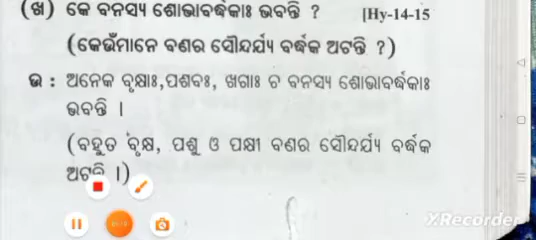 (ଖ) କେ ବନସ୍ୟ ଶୋଭାବର୍ଦ୍ଧକାଃ ଭବନ୍ତି ? [Hy-14-15
(କେଉଁମାନେ ବଣର ସୌନ୍ଦର୍ଯ୍ୟ ବର୍ଦ୍ଧକ ଅଟନ୍ତି ?)
ଉ : ଅନେକ ବୃକ୍ଷାଃ,ପଶବଃ, ଖଗାଃ ଚ ବନସ୍ୟ ଶୋଭାବର୍ଦ୍ଧକାଃ
ଭବନ୍ତି ।
(ବହୁତ ବୃକ୍ଷ, ପଶୁ ଓ ପକ୍ଷୀ ବଣର ସୌନ୍ଦର୍ଯ୍ୟ ବର୍ଦ୍ଧକ
ଅଟନ୍ତି ।)
XRecorder